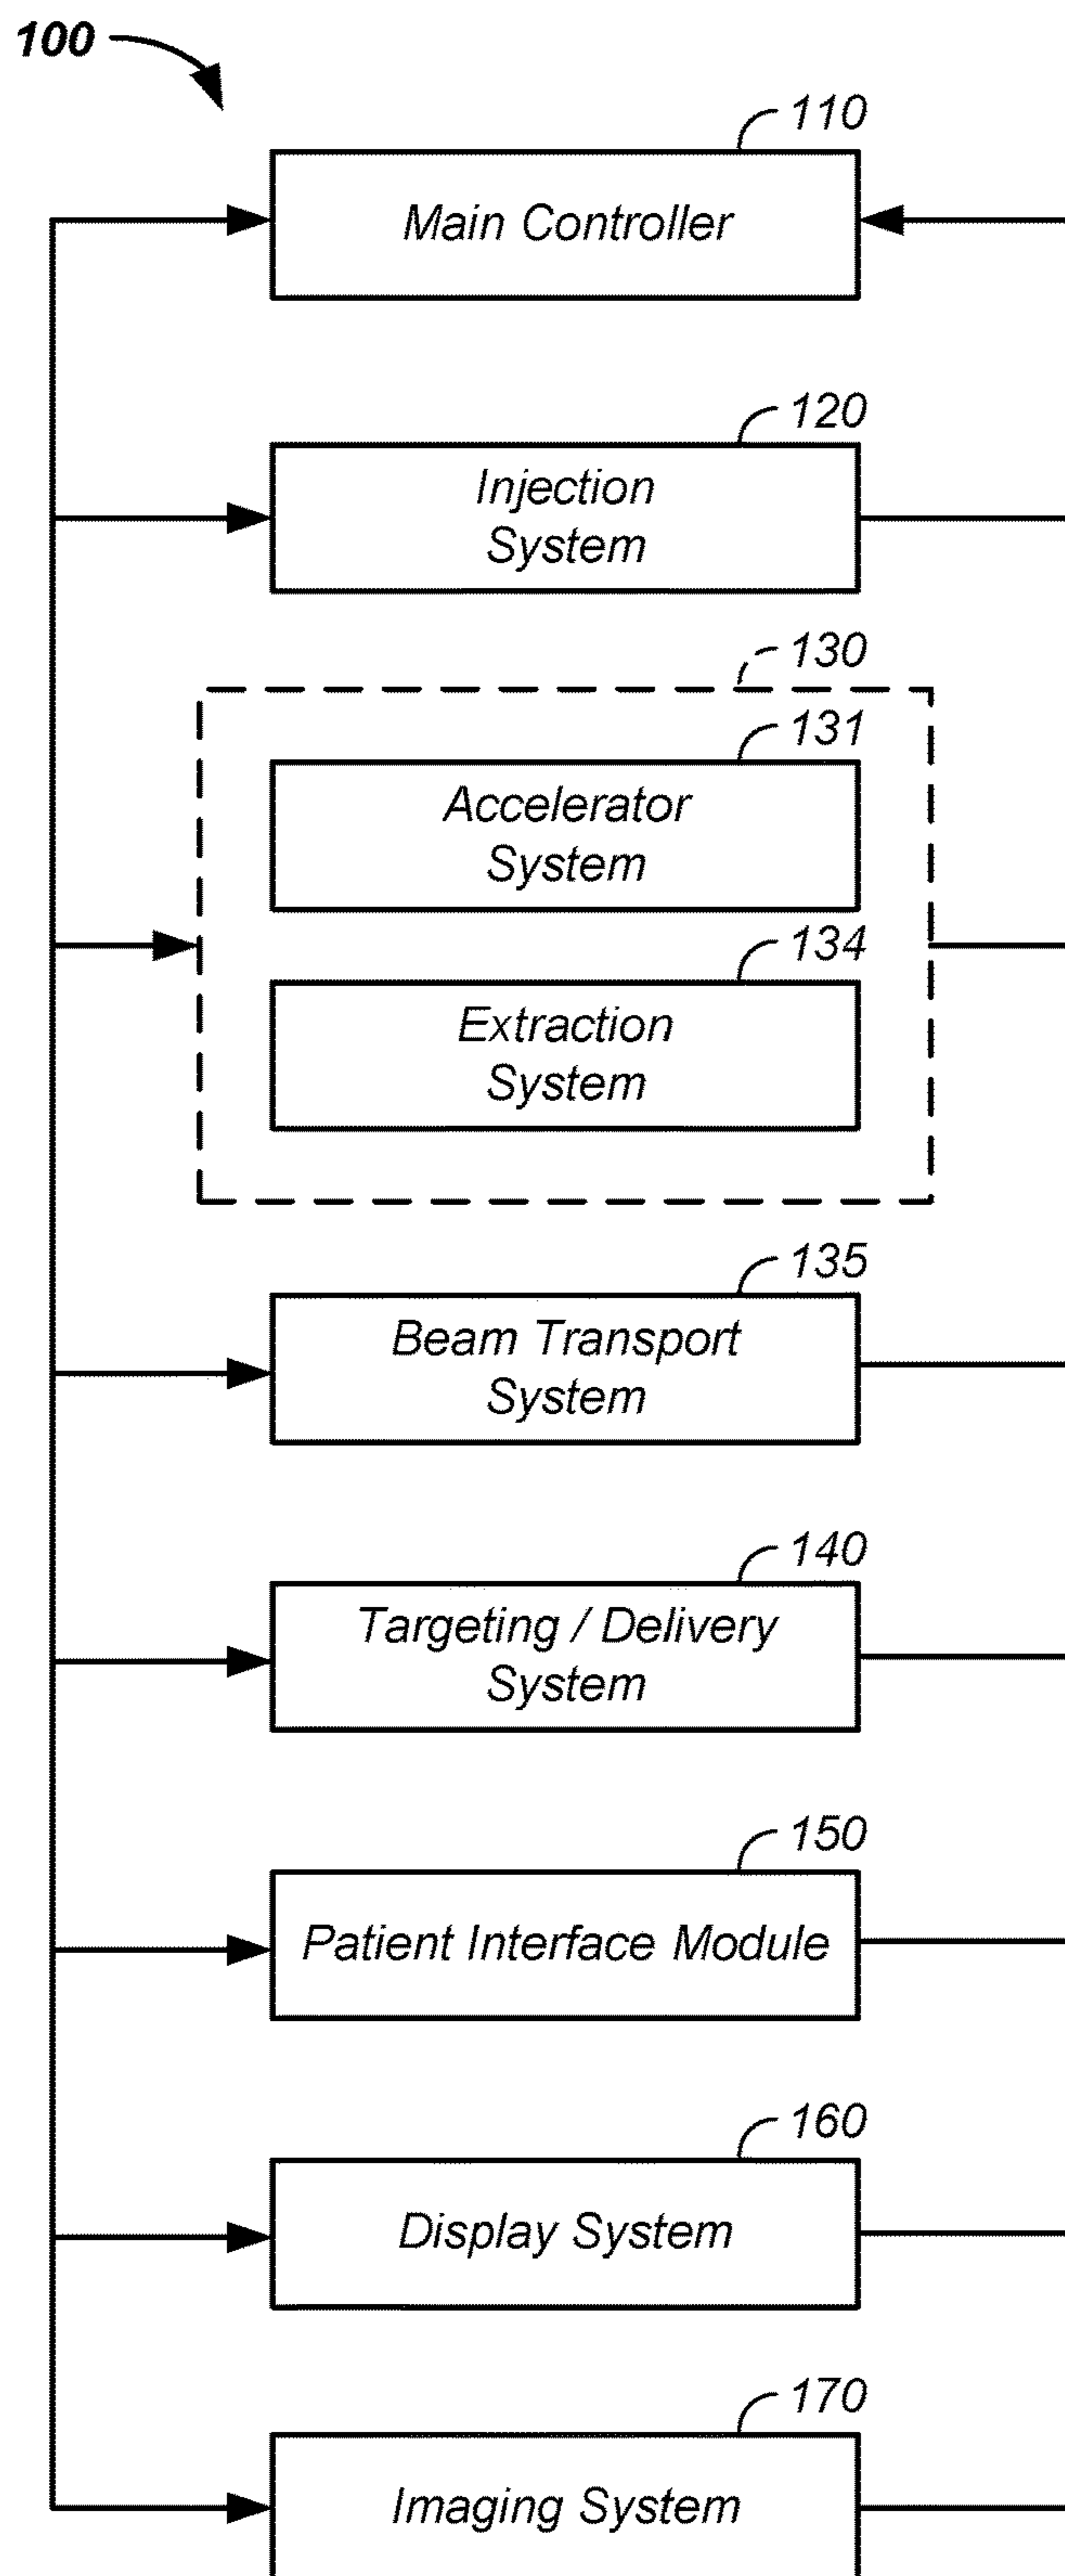 100
110
Main Controller
120
Injection
System
130
131
Accelerator
System
134
Extraction
System
135
Beam Transport
System
140
Targeting / Delivery
System
150
Patient Interface Module
160
Display System
170
Imaging System